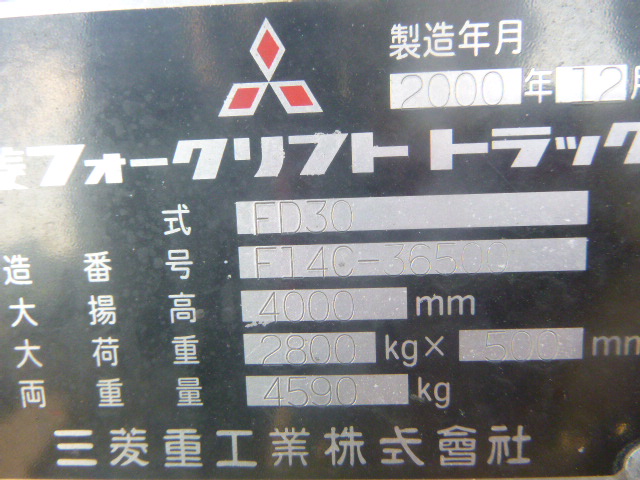 製造年月
2000年12月
菱フォークリフトトラック
式 FD30
造番号 F14C-36500
大揚高 4000 mm
大荷重 2800 kg× 500 mm
両重量 4590 kg
三菱重工業株式會社